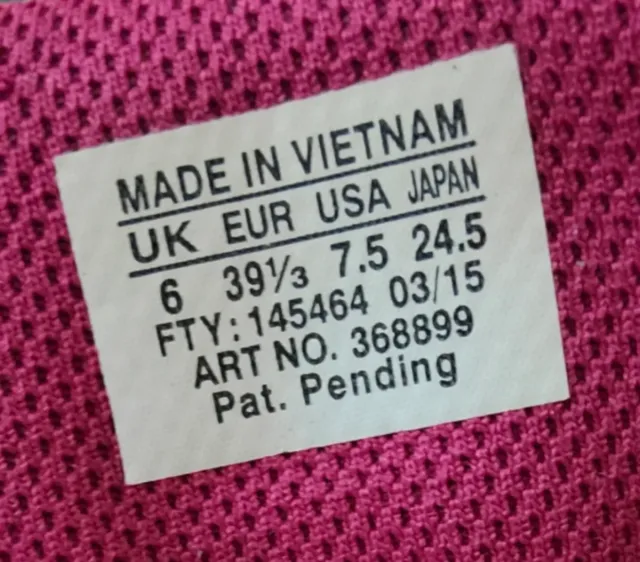 MADE IN VIETNAM
UK EUR USA JAPAN
6 39⅓ 7.5 24.5
FTY: 145464 03/15
ART NO. 368899
Pat. Pending